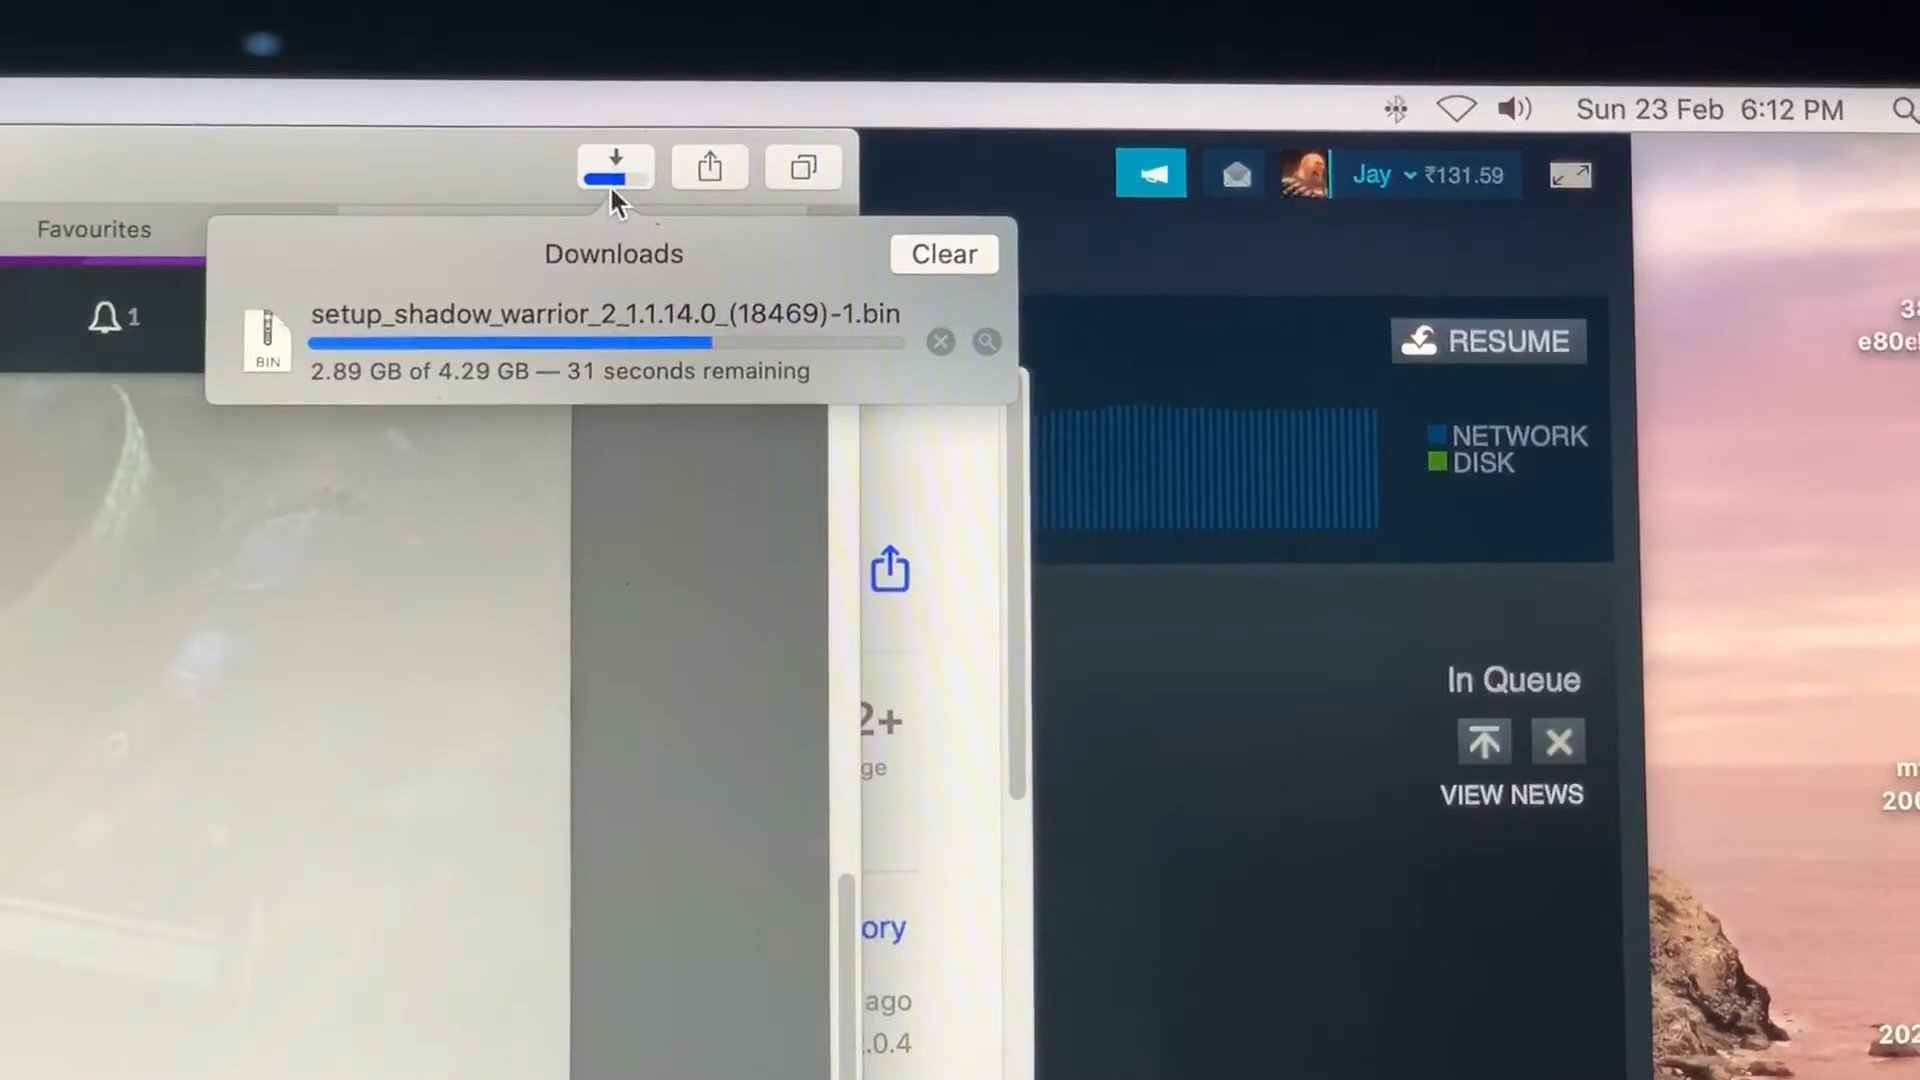 Sun 23 Feb 6:12 PM
Jay ₹131.59
Favourites
Downloads
Clear
1
setup_shadow_warrior_2_1.1.14.0_(18469)-1.bin
BIN
2.89 GB of 4.29 GB — 31 seconds remaining
RESUME
NETWORK
DISK
In Queue
VIEW NEWS
2+
ge
ory
ago
.0.4
e80e
200
202